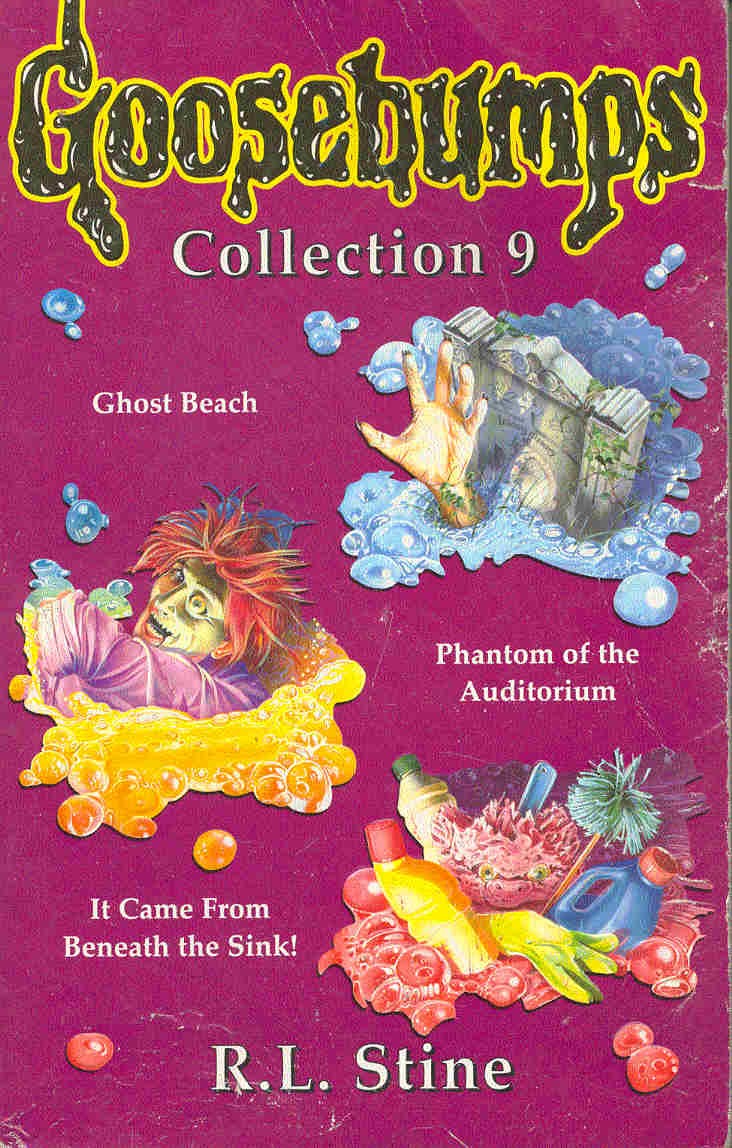 Goosebumps
Collection 9
Ghost Beach
Phantom of the
Auditorium
It Came From
Beneath the Sink!
R.L. Stine